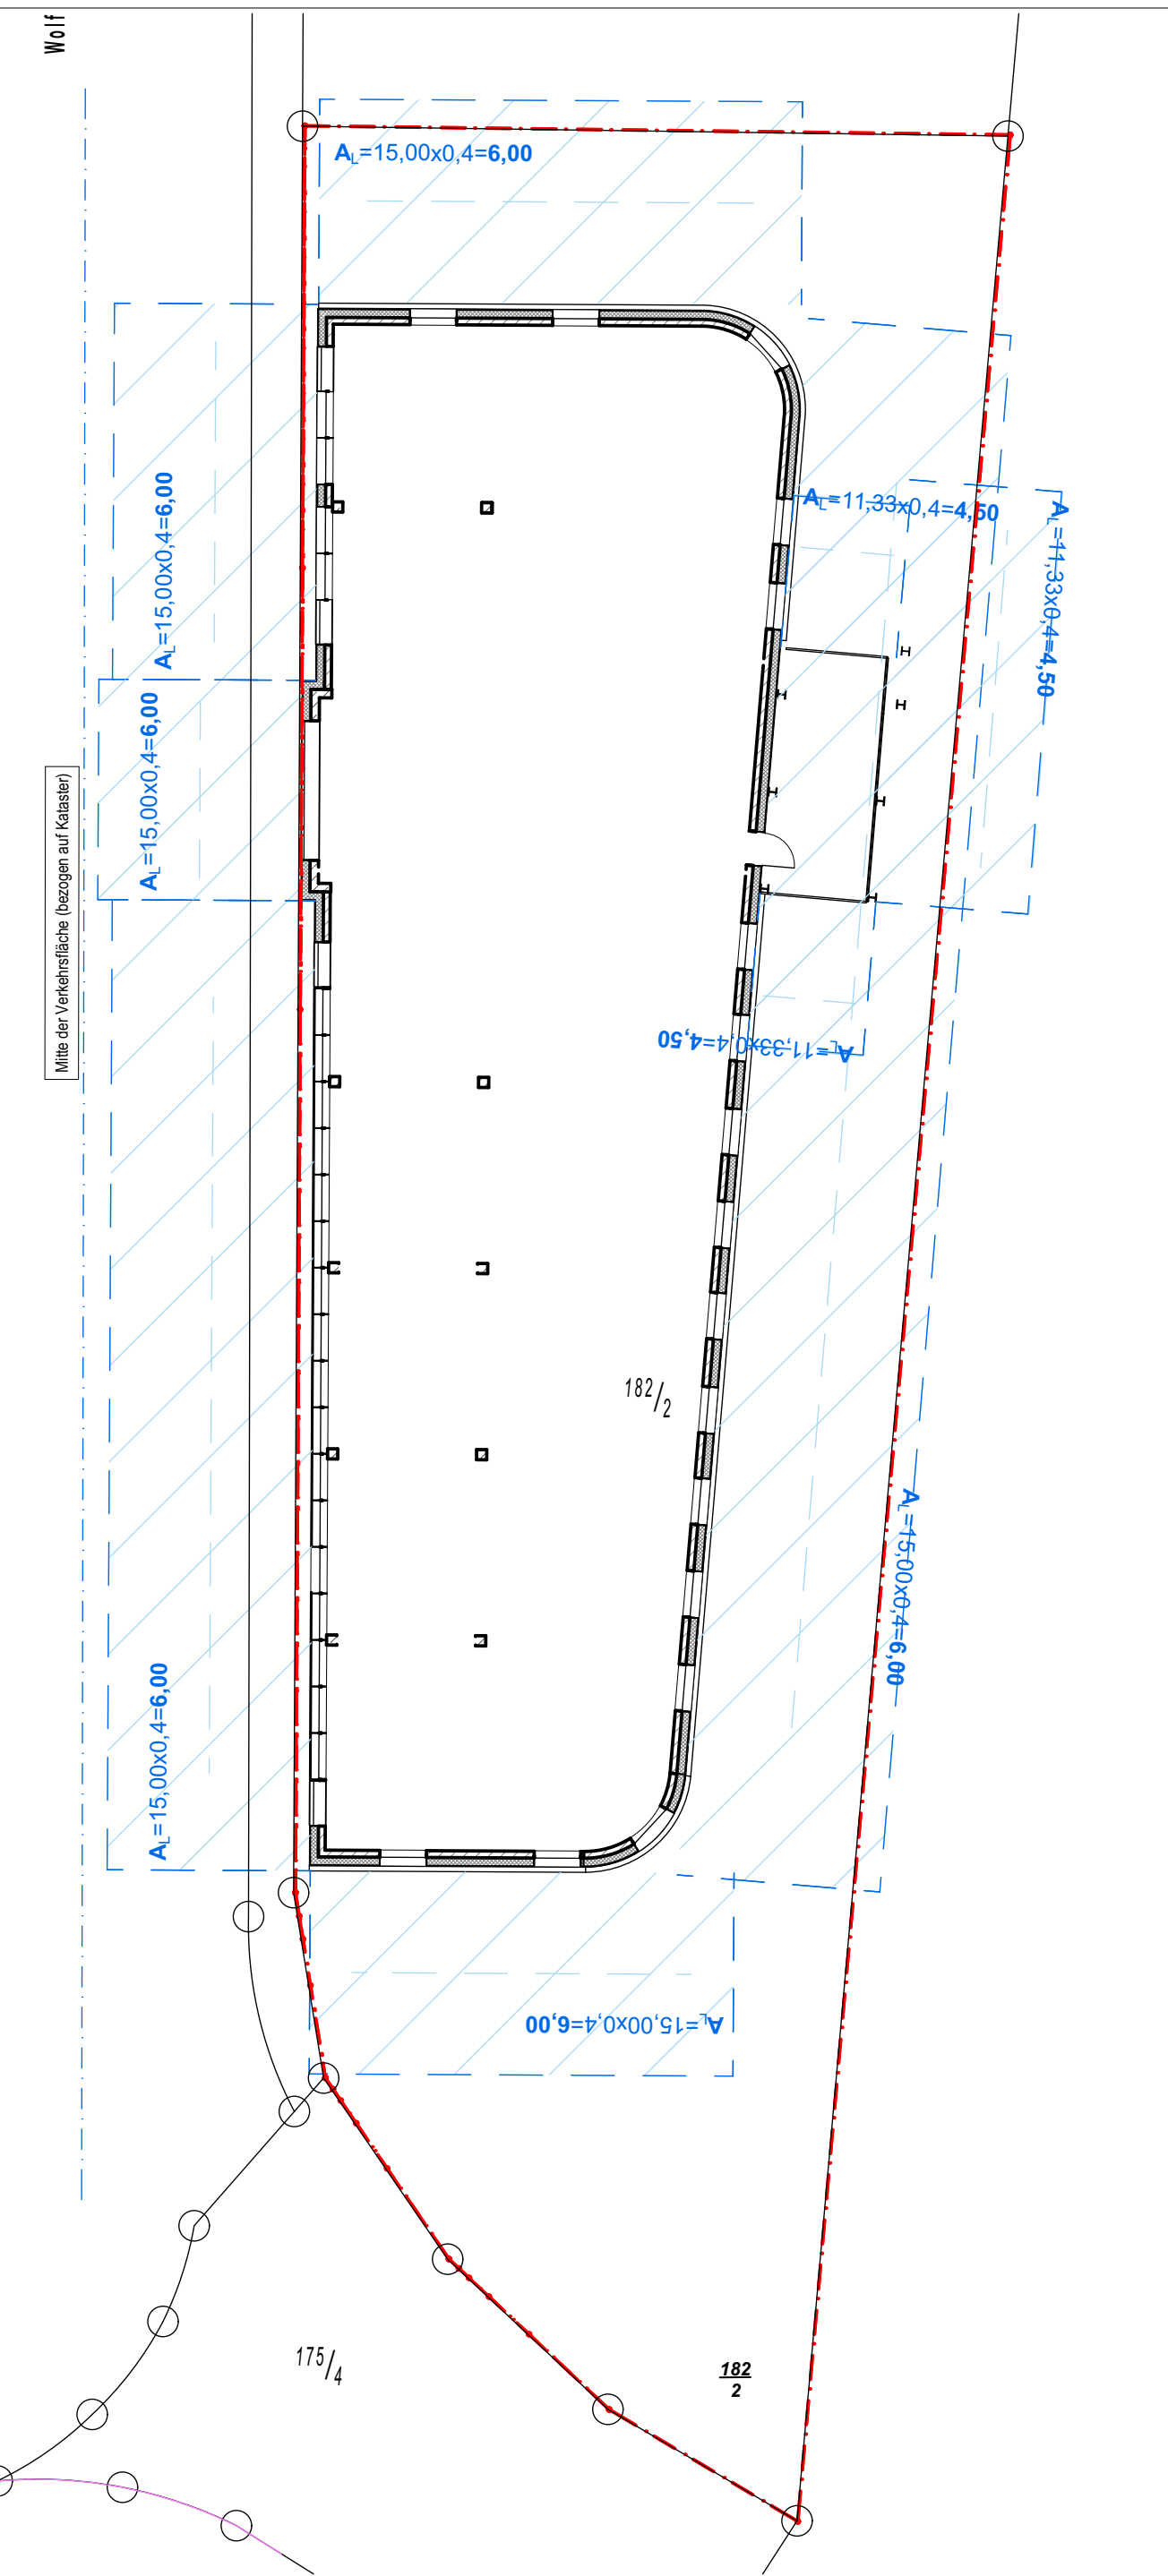 Wolf
AL=15,00x0,4=6,00
AL=15,00x0,4=6,00
AL=11,33x0,4=4,50
AL=11,33x0,4=4,50
AL=15,00x0,4=6,00
Mitte der Verkehrsfläche (bezogen auf Kataster)
AL=11,33x0,4=4,50
182/2
AL=15,00x0,4=6,00
AL=15,00x0,4=6,00
AL=15,00x0,4=6,00
175/4
182
2